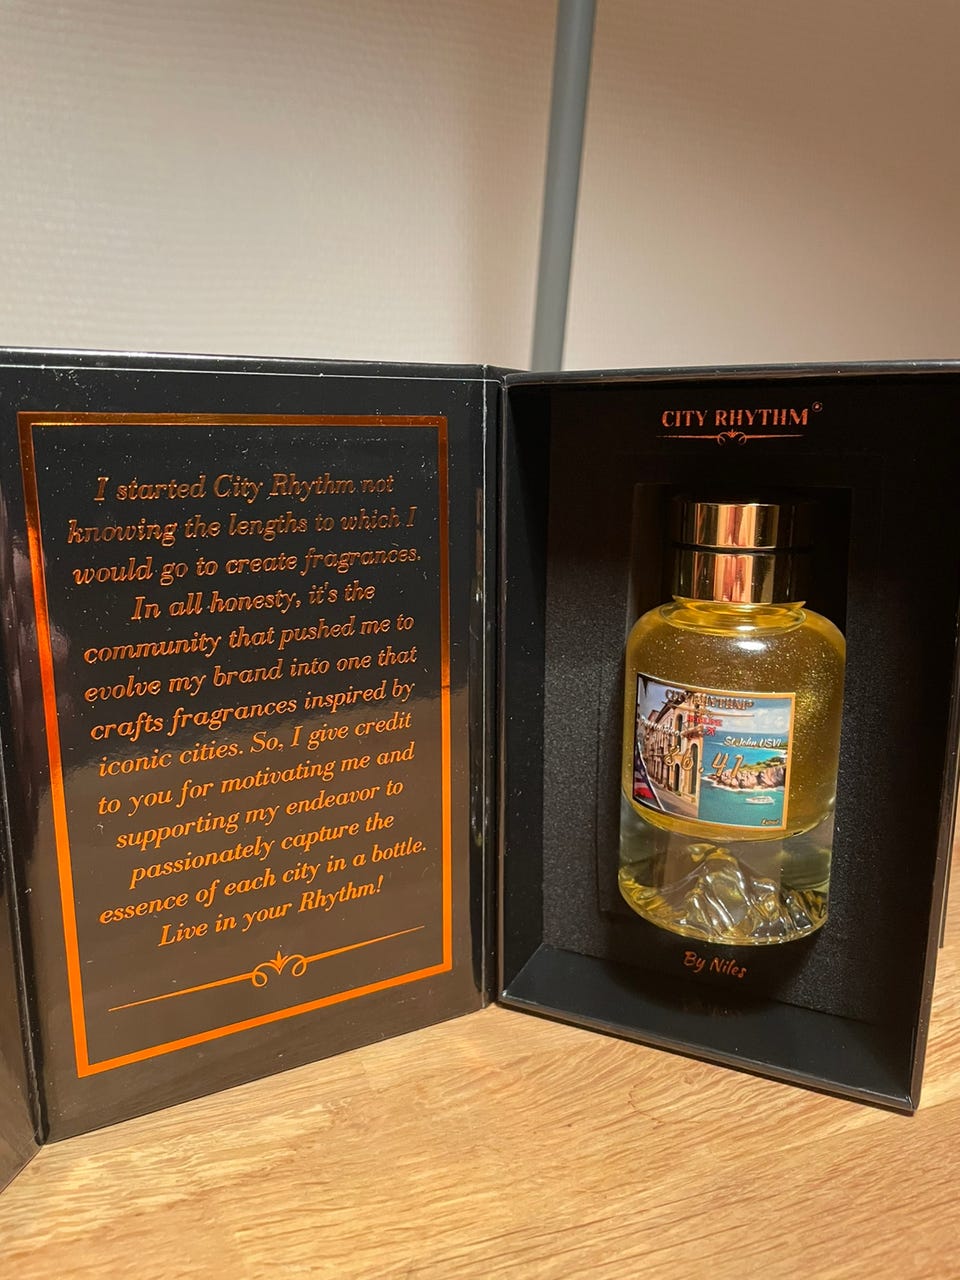 I started City Rhythm not
knowing the lengths to which I
would go to create fragrances.
In all honesty, it's the
community that pushed me to
evolve my brand into one that
crafts fragrances inspired by
iconic cities. So, I give credit
to you for motivating me and
supporting my endeavor to
passionately capture the
essence of each city in a bottle.
Live in your Rhythm!
CITY RHYTHM®
CITY RHYTHM
St John USVI
By Niles